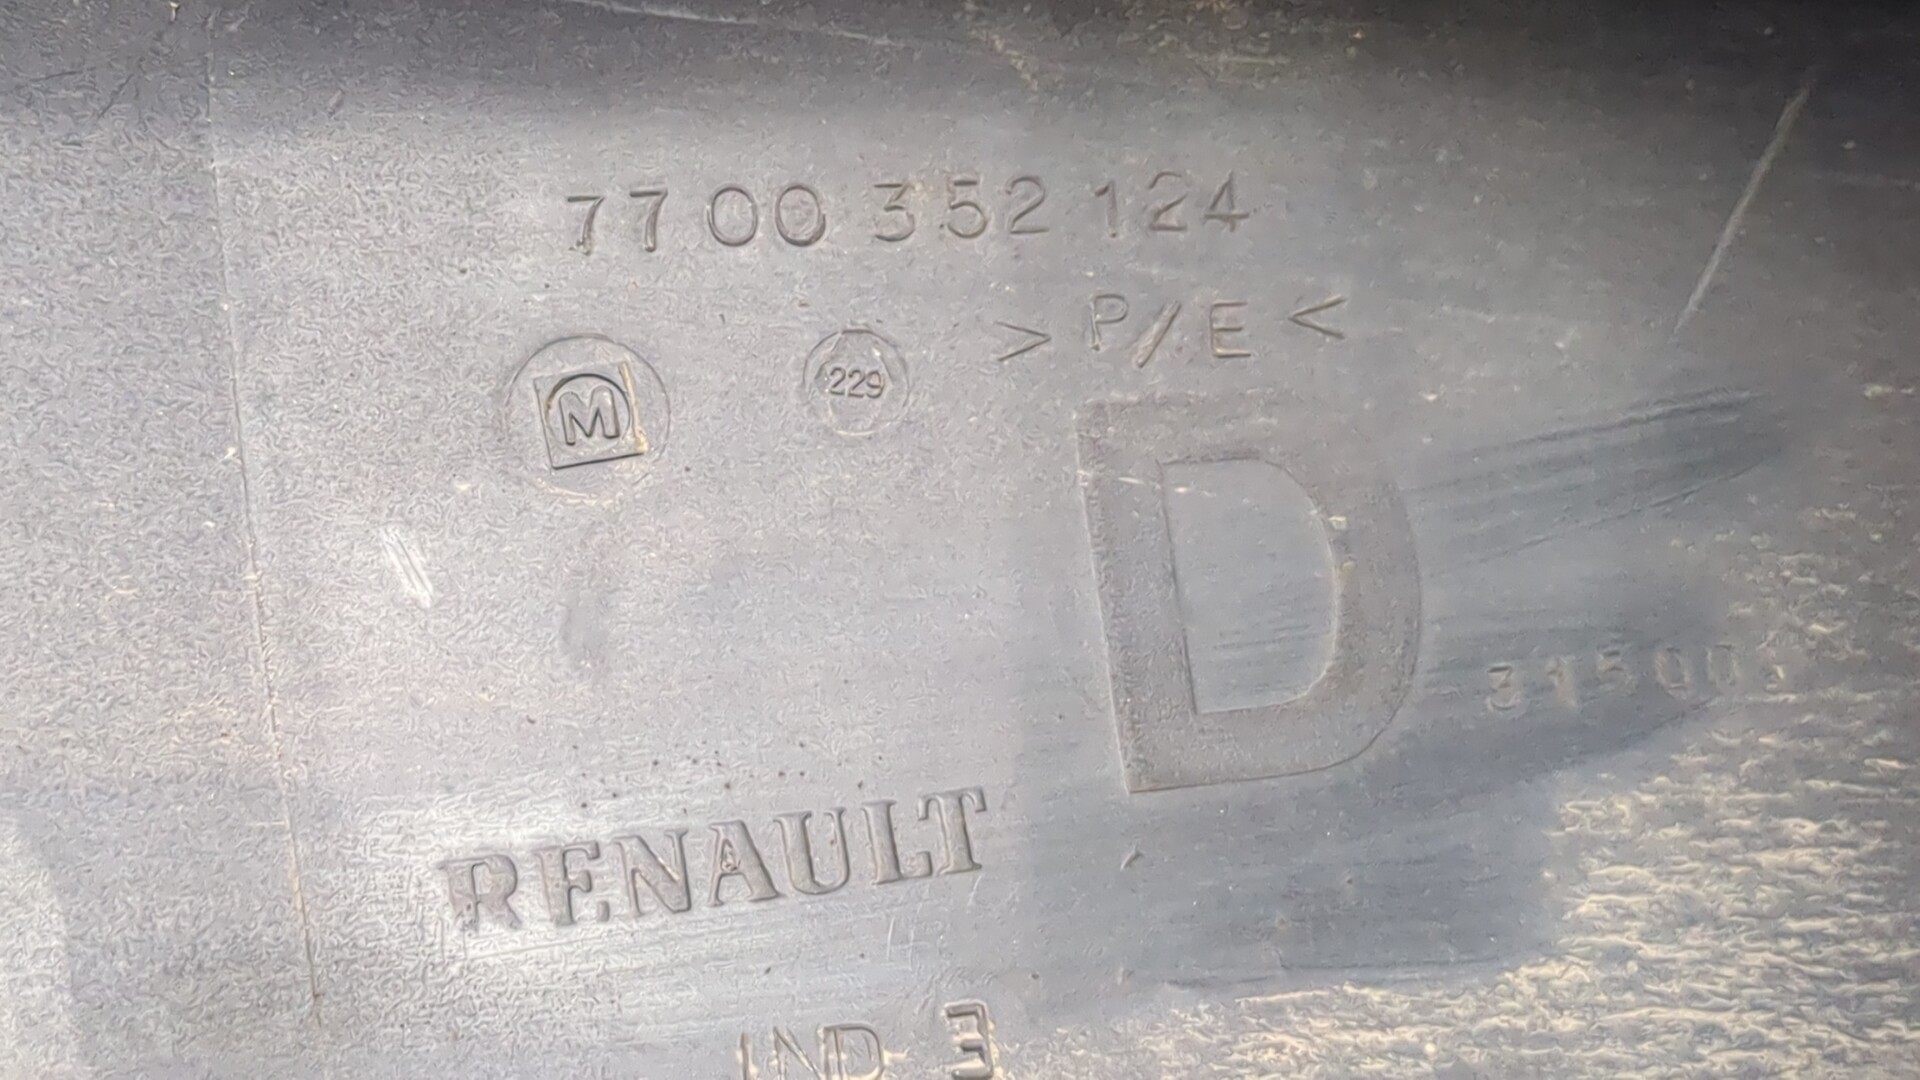 7700 352 124
> P/E <
M
229
D
RENAULT
IND 3